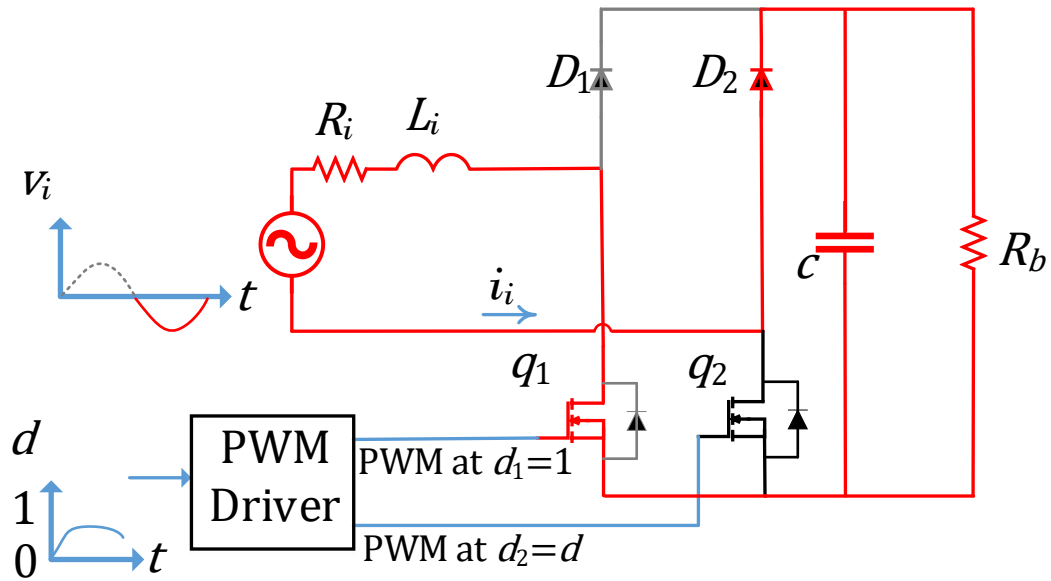 D₁
D₂
Rᵢ
Lᵢ
vᵢ
t
iᵢ
c
R_b
q₁
q₂
d
1
0
t
PWM
Driver
PWM at d₁=1
PWM at d₂=d